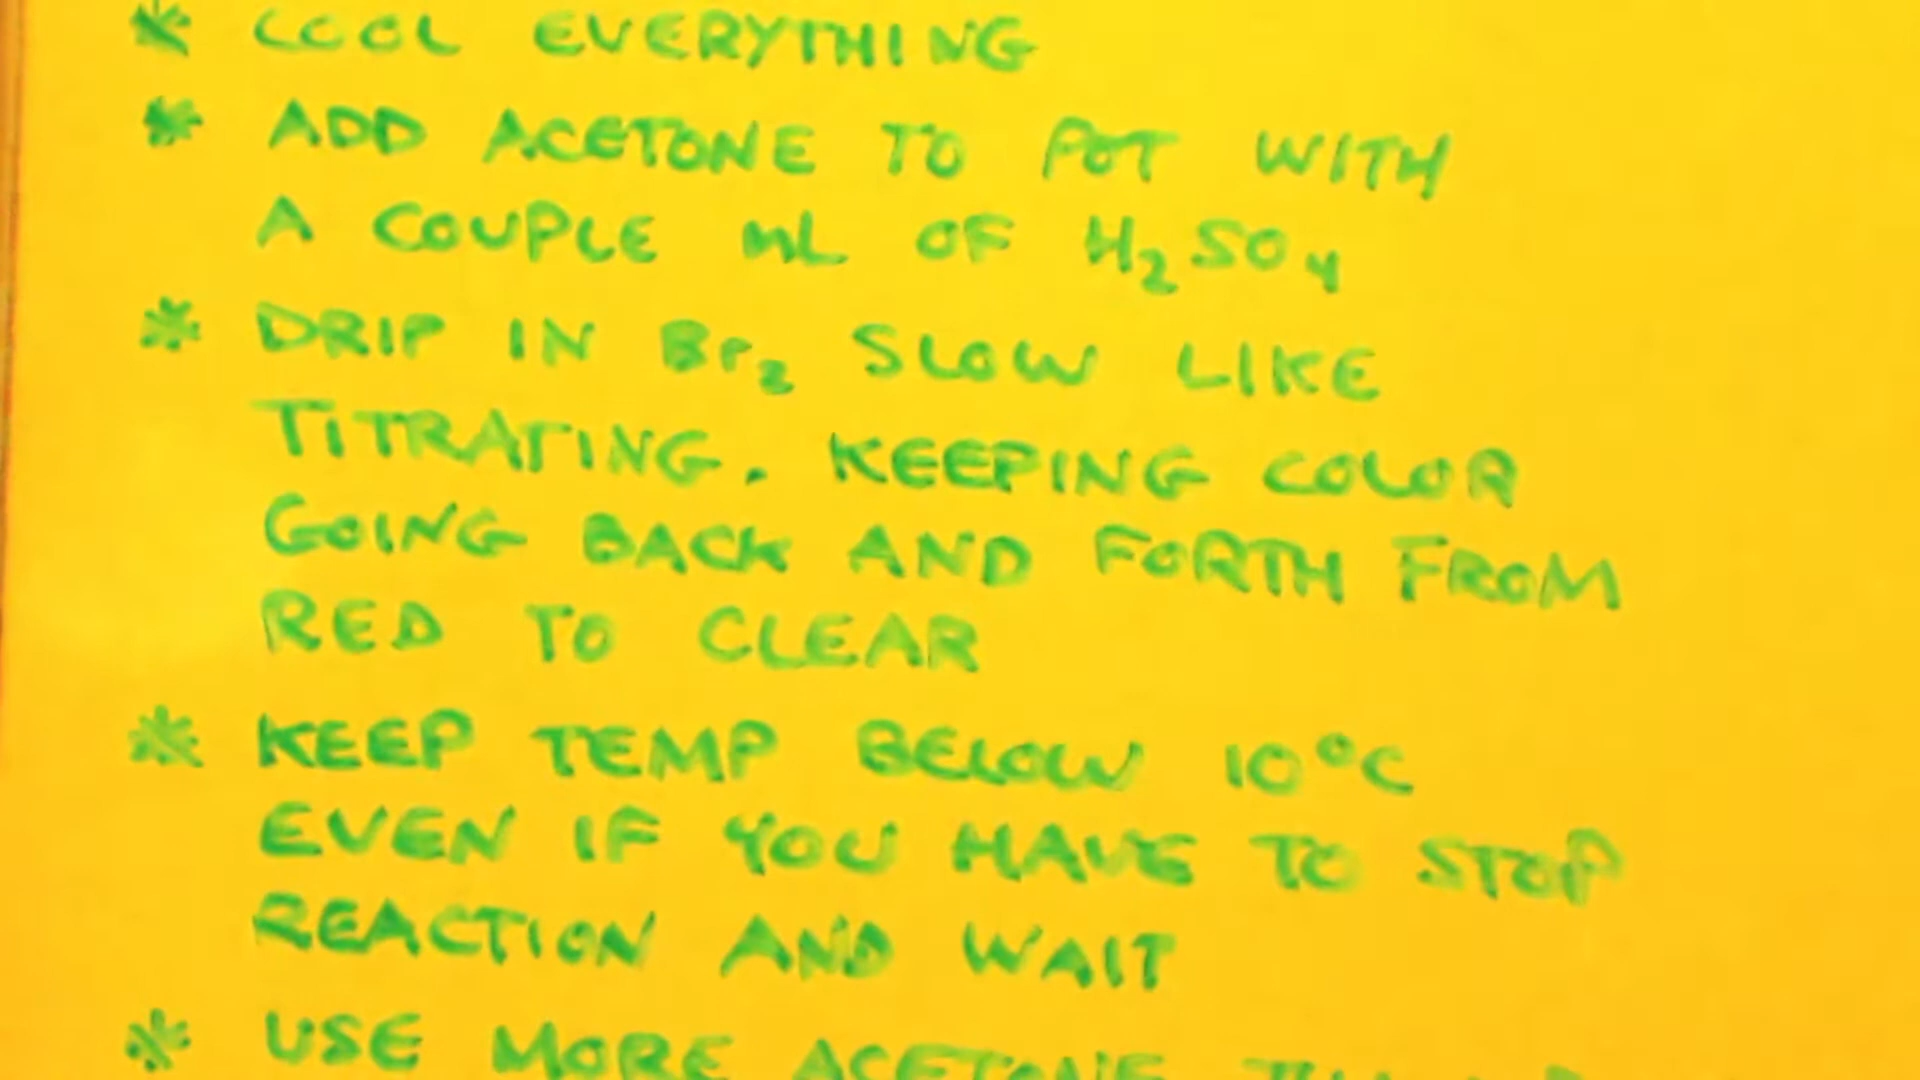 * COOL EVERYTHING
* ADD ACETONE TO POT WITH
A COUPLE mL OF H₂SO₄
* DRIP IN Br₂ SLOW LIKE
TITRATING. KEEPING COLOR
GOING BACK AND FORTH FROM
RED TO CLEAR
* KEEP TEMP BELOW 10°C
EVEN IF YOU HAVE TO STOP
REACTION AND WAIT
* USE MORE ACETONE